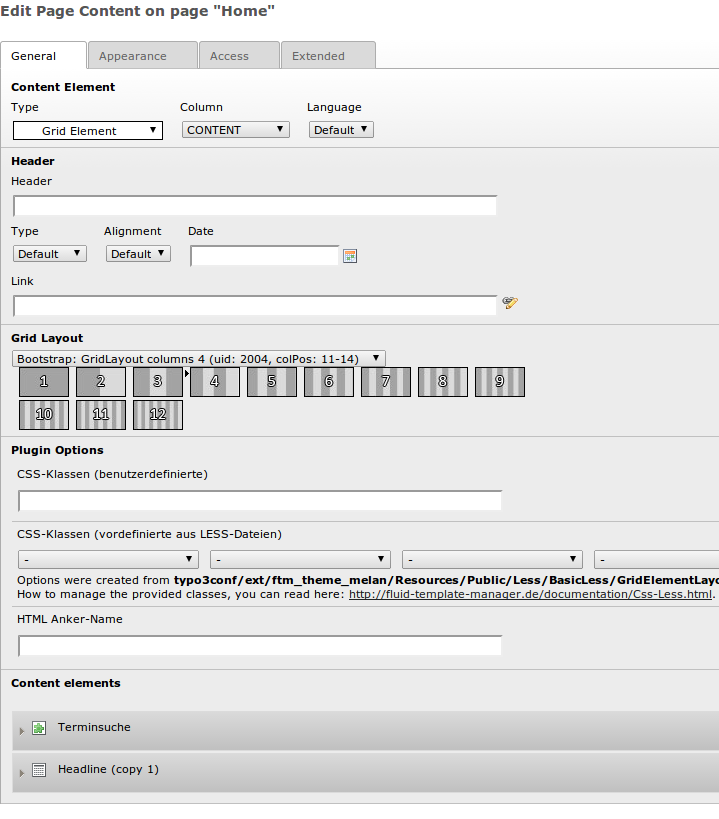 Edit Page Content on page "Home"
General Appearance Access Extended
Content Element
Type Column Language
Grid Element CONTENT Default
Header
Header
Type Alignment Date
Default Default
Link
Grid Layout
Bootstrap: GridLayout columns 4 (uid: 2004, colPos: 11-14)
1 2 3 4 5 6 7 8 9
10 11 12
Plugin Options
CSS-Klassen (benutzerdefinierte)
CSS-Klassen (vordefinierte aus LESS-Dateien)
- - - -
Options were created from typo3conf/ext/ftm_theme_melan/Resources/Public/Less/BasicLess/GridElementLayo
How to manage the provided classes, you can read here: http://fluid-template-manager.de/documentation/Css-Less.html.
HTML Anker-Name
Content elements
Terminsuche
Headline (copy 1)